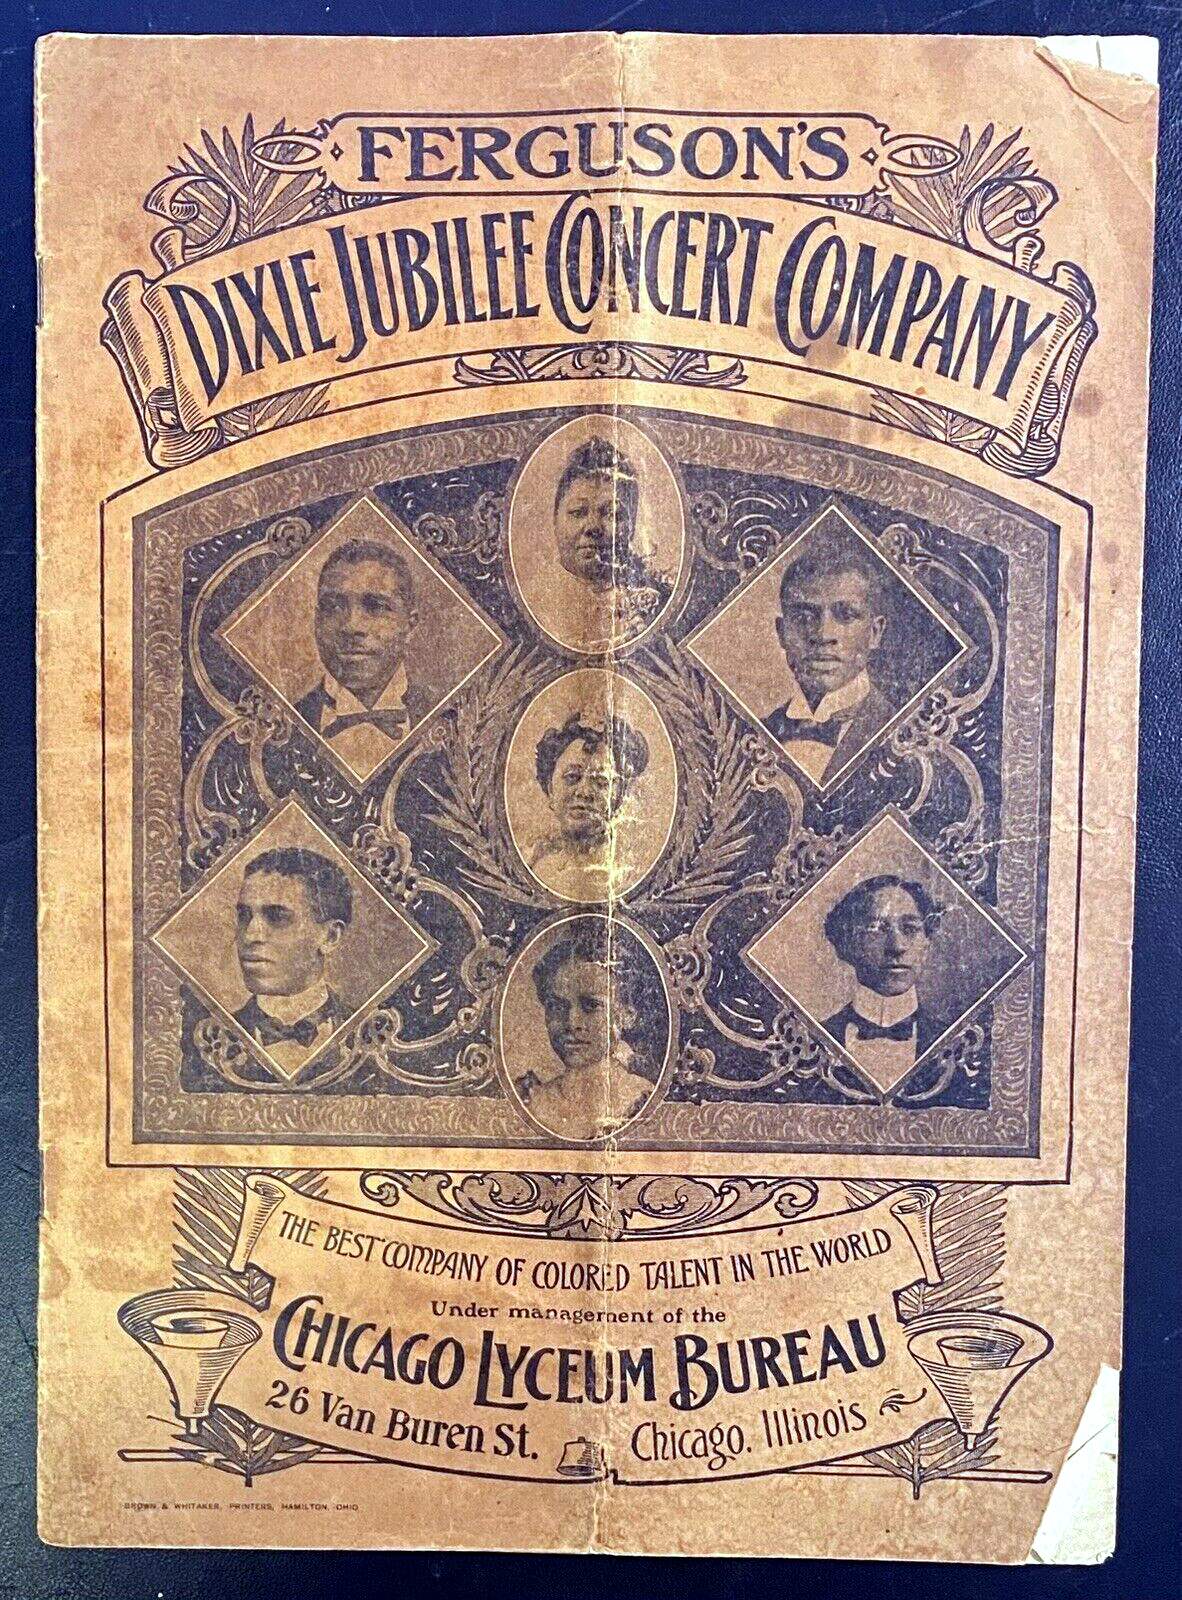 FERGUSON'S
DIXIE JUBILEE CONCERT COMPANY
THE BEST COMPANY OF COLORED TALENT IN THE WORLD
Under management of the
CHICAGO LYCEUM BUREAU
26 Van Buren St. Chicago, Illinois
BROWN & WHITAKER, PRINTERS, HAMILTON, OHIO